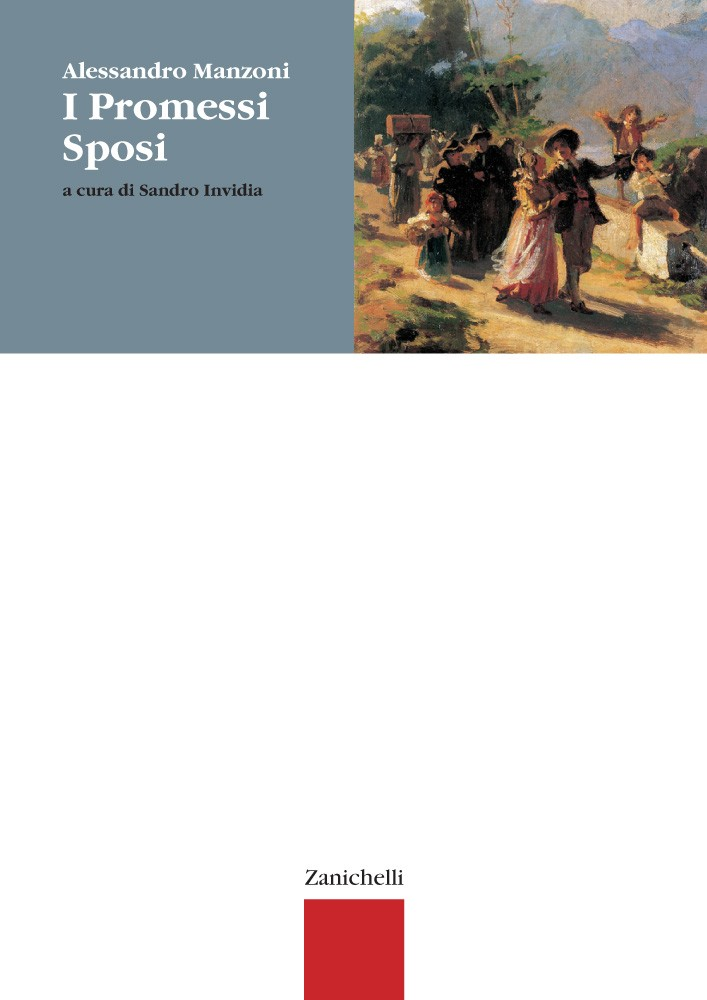 Alessandro Manzoni
I Promessi
Sposi
a cura di Sandro Invidia
Zanichelli